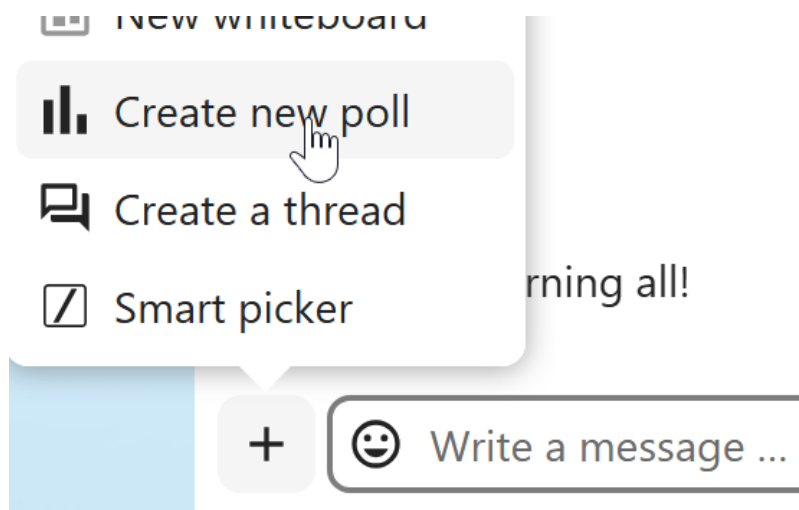 New whiteboard
Create new poll
Create a thread
Smart picker
rning all!
Write a message ...